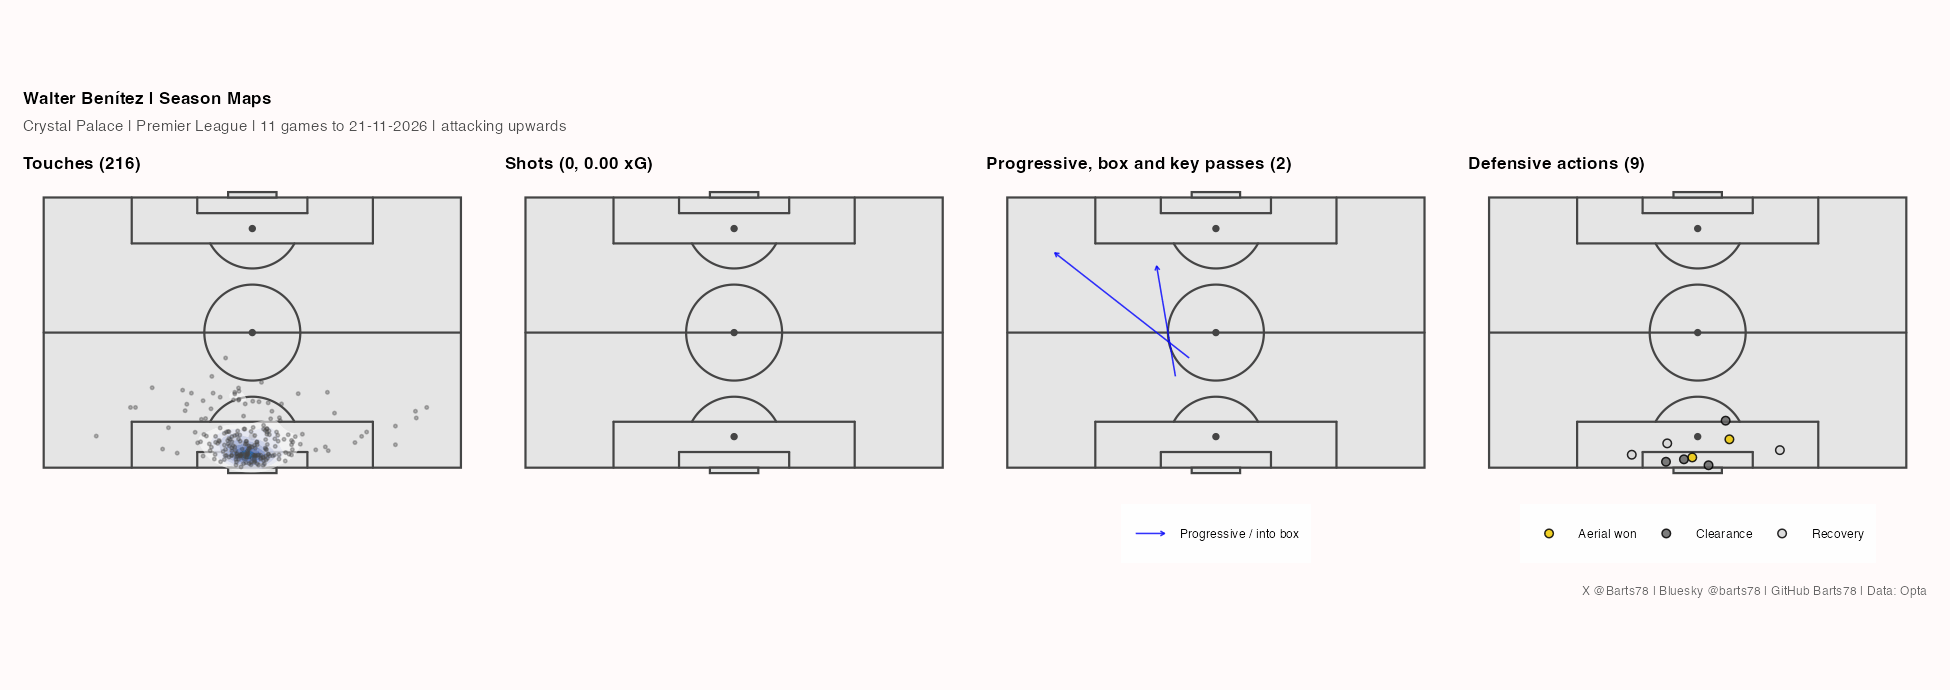 Walter Benítez | Season Maps
Crystal Palace | Premier League | 11 games to 21-11-2026 | attacking upwards
Touches (216)
Shots (0, 0.00 xG)
Progressive, box and key passes (2)
Defensive actions (9)
Progressive / into box
Aerial won
Clearance
Recovery
X @Barts78 | Bluesky @barts78 | GitHub Barts78 | Data: Opta